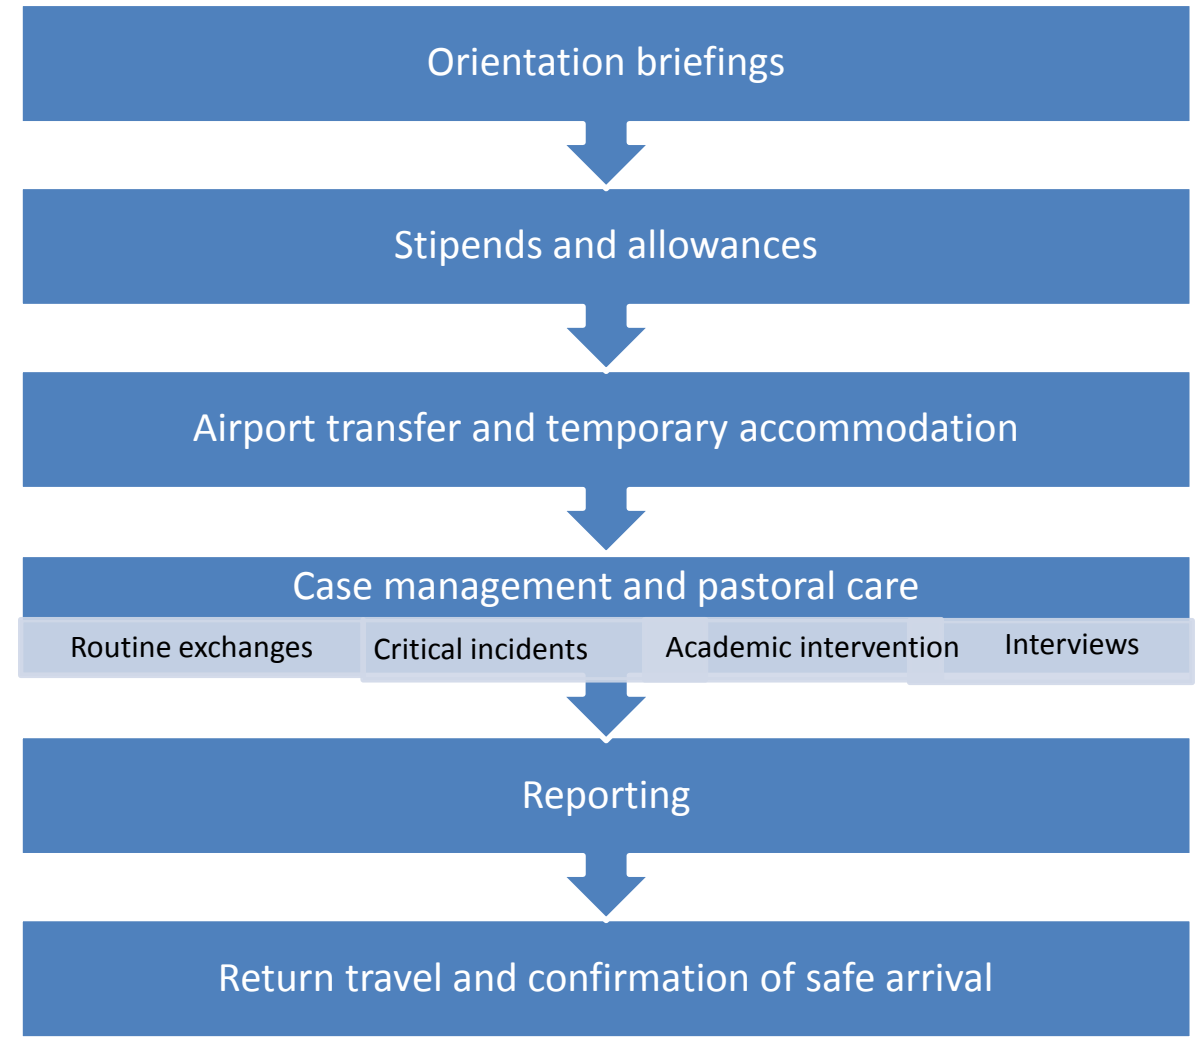 Orientation briefings
Stipends and allowances
Airport transfer and temporary accommodation
Case management and pastoral care
Routine exchanges
Critical incidents
Academic intervention
Interviews
Reporting
Return travel and confirmation of safe arrival